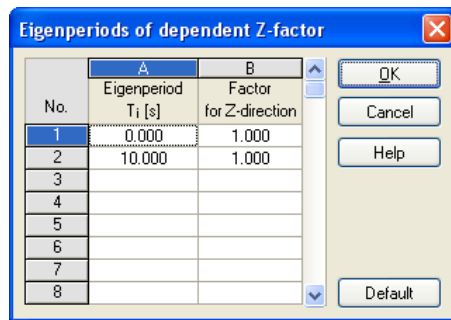 Eigenperiods of dependent Z-factor
A B
No. Eigenperiod Ti [s] Factor for Z-direction
1 0.000 1.000
2 10.000 1.000
3
4
5
6
7
8
OK
Cancel
Help
Default